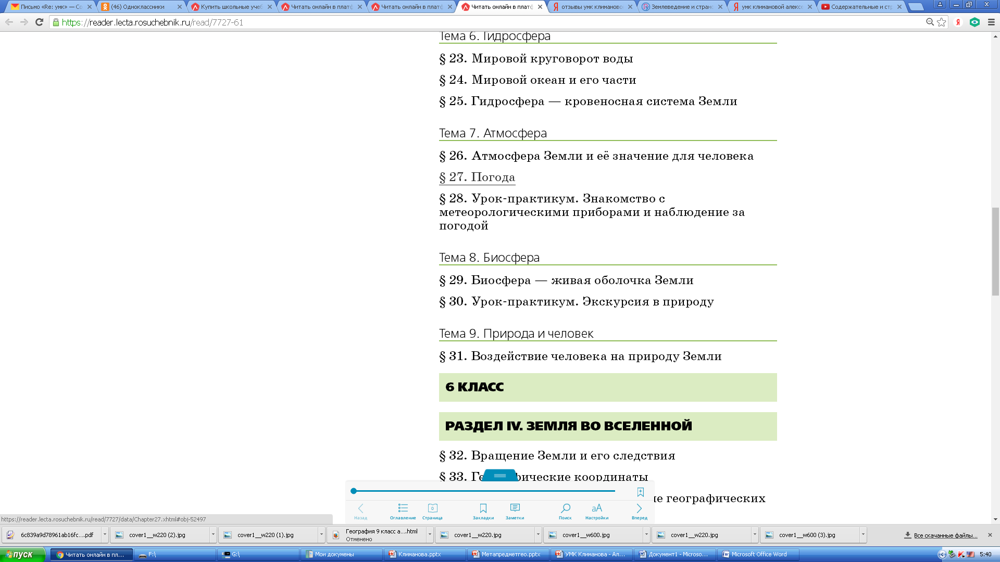 Письмо «Re: умк» — Co
(46) Одноклассники
Купить школьные учеб
Читать онлайн в платф
Читать онлайн в платф
Читать онлайн в платф
отзывы умк климаново
Землеведение и стран
умк климановой алексе
Содержательные и стр
https://reader.lecta.rosuchebnik.ru/read/7727-61
Тема 6. Гидросфера
§ 23. Мировой круговорот воды
§ 24. Мировой океан и его части
§ 25. Гидросфера — кровеносная система Земли
Тема 7. Атмосфера
§ 26. Атмосфера Земли и её значение для человека
§ 27. Погода
§ 28. Урок-практикум. Знакомство с
метеорологическими приборами и наблюдение за
погодой
Тема 8. Биосфера
§ 29. Биосфера — живая оболочка Земли
§ 30. Урок-практикум. Экскурсия в природу
Тема 9. Природа и человек
§ 31. Воздействие человека на природу Земли
6 КЛАСС
РАЗДЕЛ IV. ЗЕМЛЯ ВО ВСЕЛЕННОЙ
§ 32. Вращение Земли и его следствия
§ 33. Ге ические координаты
ие географических
Назад
Оглавление
0
Страница
Закладки
Заметки
Поиск
аА
Настройки
Вперед
https://reader.lecta.rosuchebnik.ru/read/7727/data/Chapter27.xhtml#obj-52497
6c839a9d78961ab16fc....pdf
cover1__w220 (2).jpg
cover1__w220 (1).jpg
География 9 класс а....html
Отменено
cover1__w220.jpg
cover1__w600.jpg
cover1__w220.jpg
cover1__w600 (3).jpg
Все скачанные файлы...
пуск
Читать онлайн в пл...
F:\
G:\
Мои докумены
Климанова.pptx
Метапредметгео.pptx
УМК Климанова - Ал...
Документ1 - Microso...
Microsoft Office Word
5:40